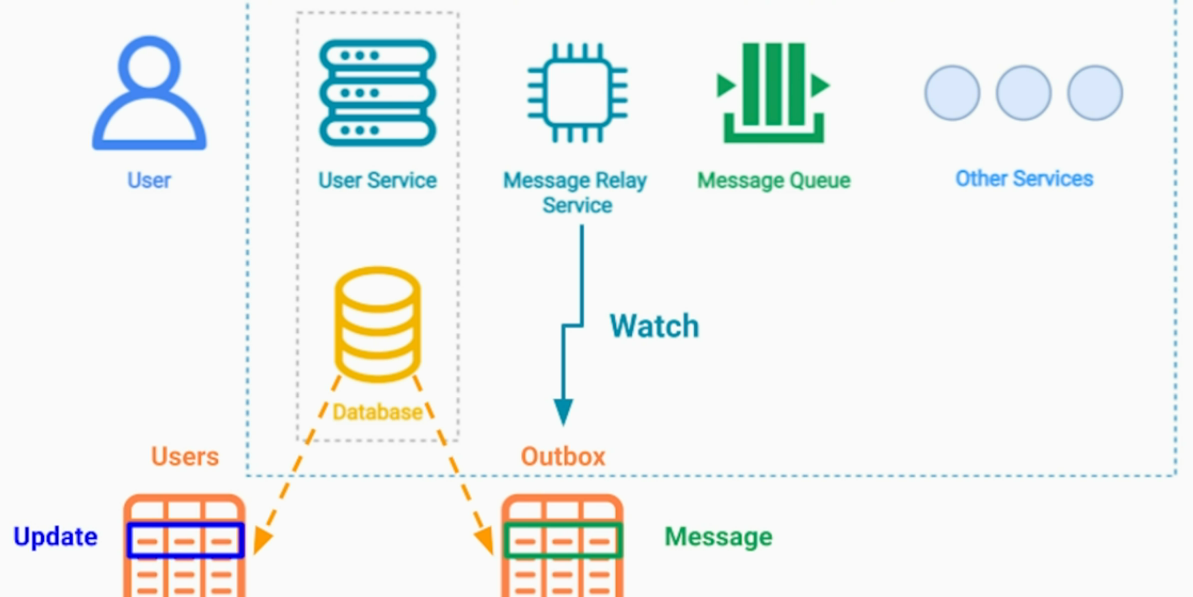 User
User Service
Message Relay
Service
Message Queue
Other Services
Watch
Database
Users
Outbox
Update
Message